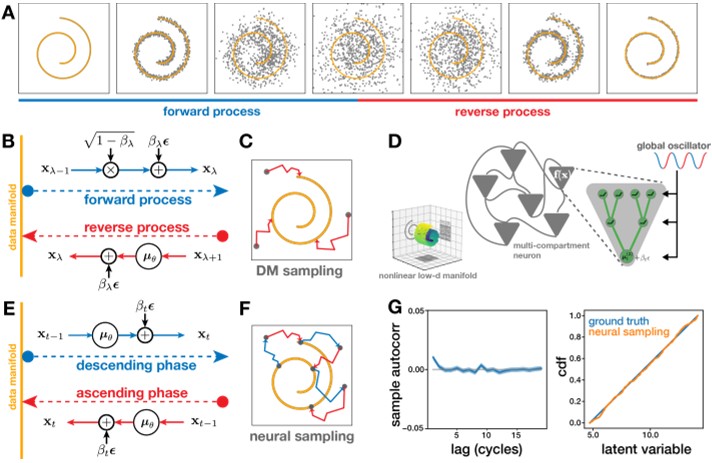 A
forward process
reverse process
B
√1 − βλ
βλϵ
xλ−1
×
+
xλ
forward process
reverse process
xλ
+
μθ
xλ+1
βλϵ
data manifold
C
DM sampling
D
global oscillator
f(x)
multi-compartment
neuron
nonlinear low-d manifold
E
βtϵ
xt−1
μθ
+
xt
descending phase
ascending phase
xt
+
μθ
xt−1
βtϵ
data manifold
F
neural sampling
G
0.05
0.00
−0.05
sample autocorr
5
10
15
lag (cycles)
1.0
0.8
0.6
0.4
0.2
0.0
cdf
ground truth
neural sampling
5.0
10.0
latent variable